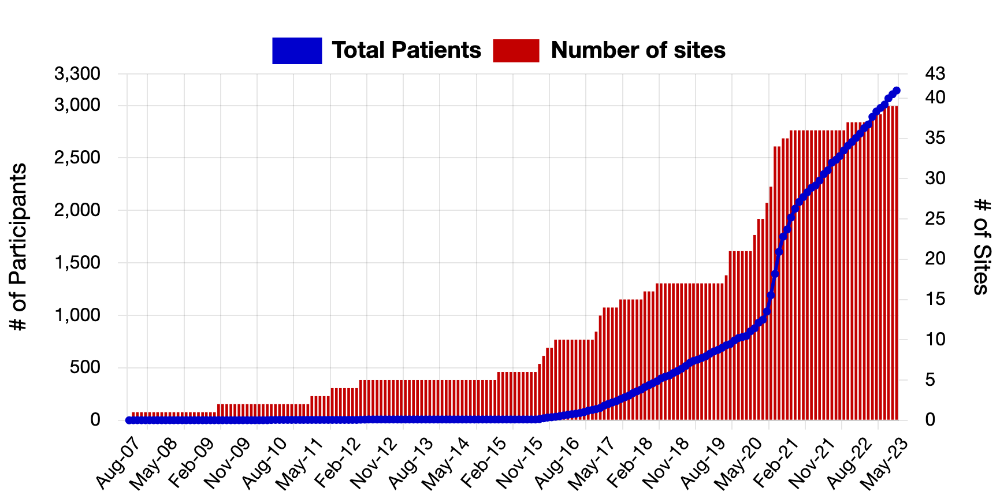 Total Patients
Number of sites
3,300
3,000
2,500
2,000
1,500
1,000
500
0
# of Participants
43
40
35
30
25
20
15
10
5
0
# of Sites
Aug-07
May-08
Feb-09
Nov-09
Aug-10
May-11
Feb-12
Nov-12
Aug-13
May-14
Feb-15
Nov-15
Aug-16
May-17
Feb-18
Nov-18
Aug-19
May-20
Feb-21
Nov-21
Aug-22
May-23